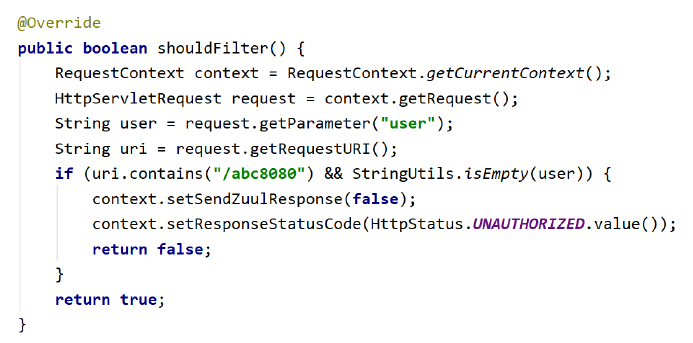 @Override
public boolean shouldFilter() {
    RequestContext context = RequestContext.getCurrentContext();
    HttpServletRequest request = context.getRequest();
    String user = request.getParameter("user");
    String uri = request.getRequestURI();
    if (uri.contains("/abc8080") && StringUtils.isEmpty(user)) {
        context.setSendZuulResponse(false);
        context.setResponseStatusCode(HttpStatus.UNAUTHORIZED.value());
        return false;
    }
    return true;
}